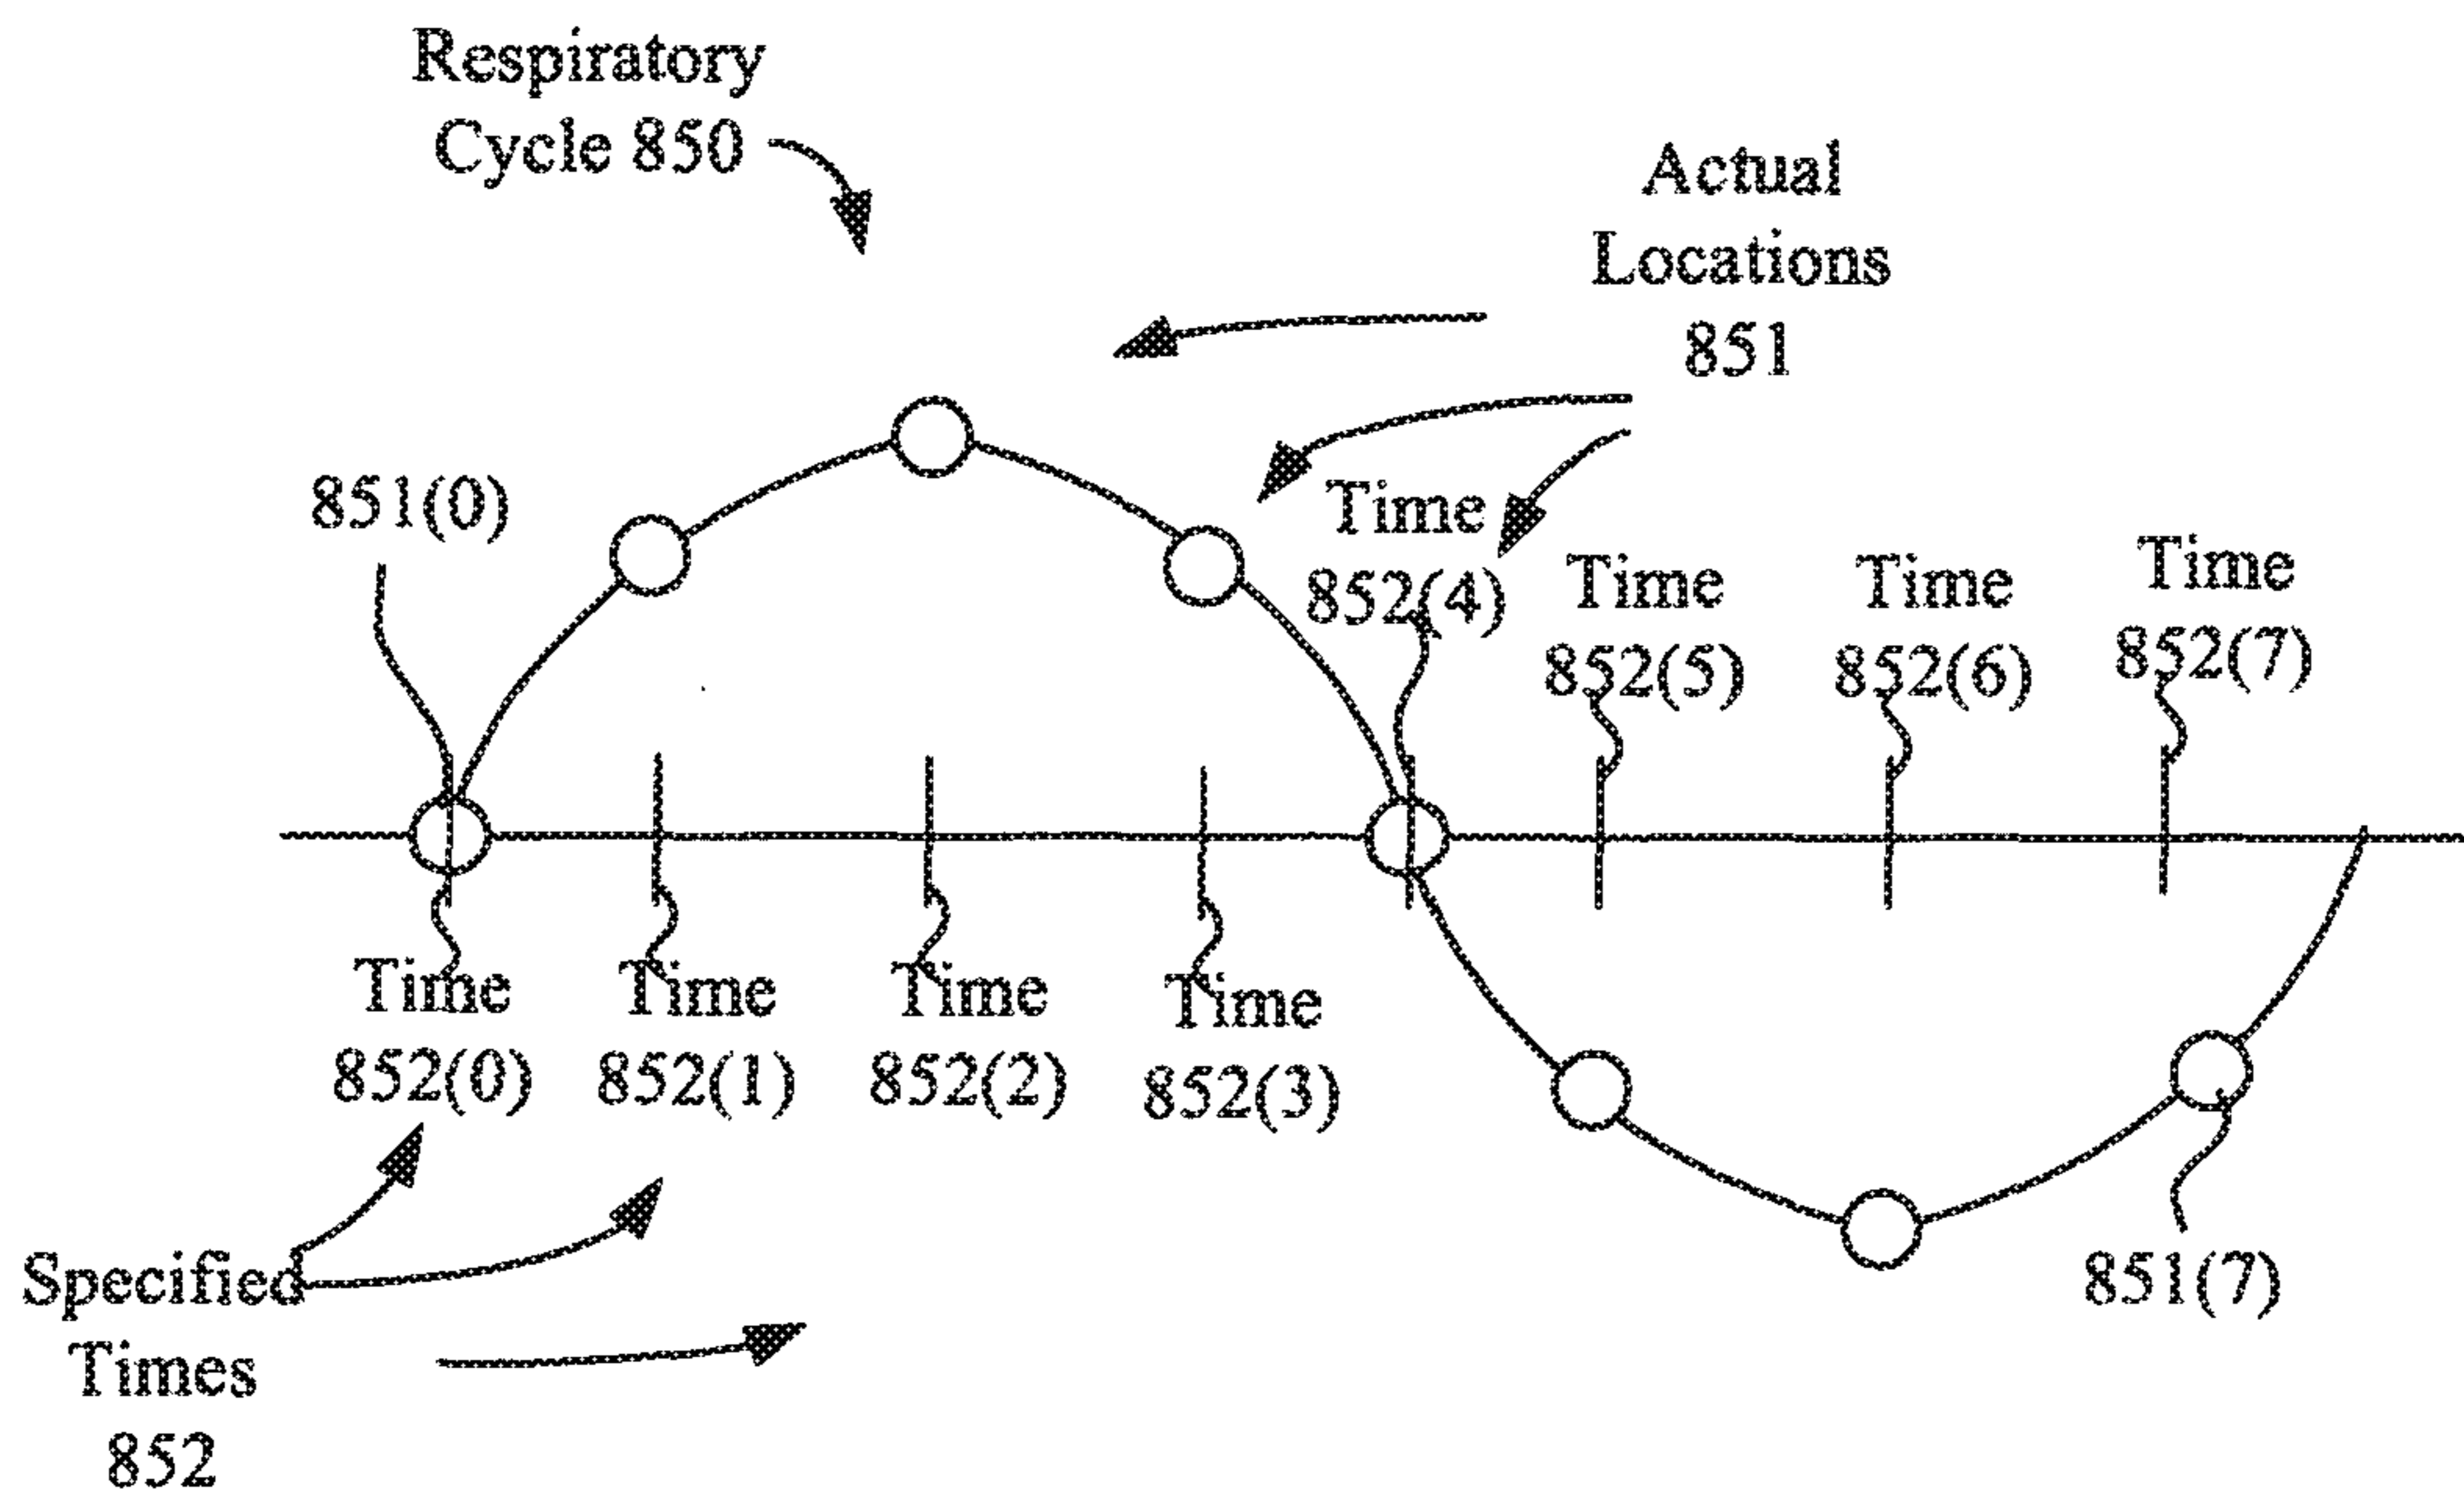 Respiratory
Cycle 850
Actual
Locations
851
851(0)
Time
852(4)
Time
852(5)
Time
852(6)
Time
852(7)
Time
852(0)
Time
852(1)
Time
852(2)
Time
852(3)
Specified
Times
852
851(7)